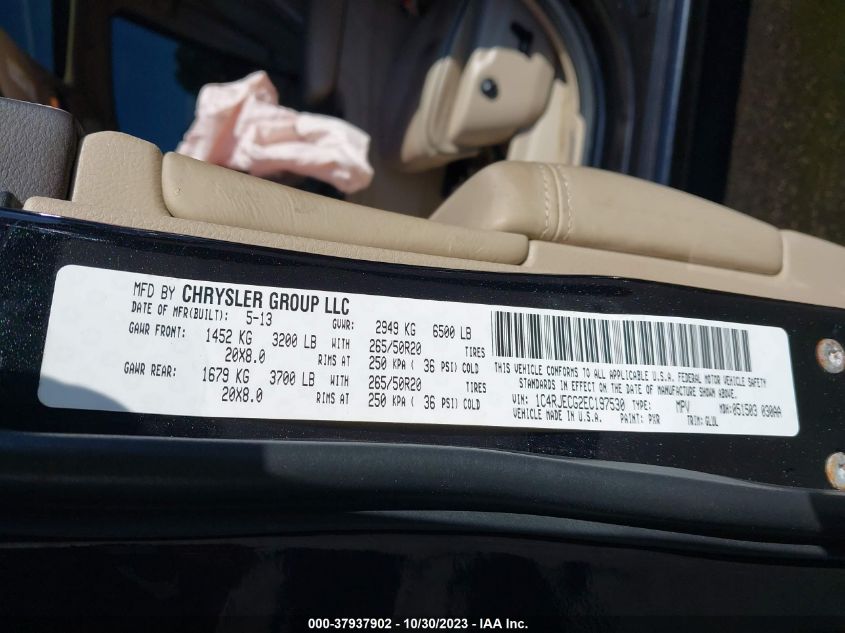 MFD BY CHRYSLER GROUP LLC
DATE OF MFR(BUILT): 5-13 GVWR: 2949 KG 6500 LB
GAWR FRONT: 1452 KG 3200 LB WITH 265/50R20 TIRES
20X8.0 RIMS AT 250 KPA ( 36 PSI) COLD
GAWR REAR: 1679 KG 3700 LB WITH 265/50R20 TIRES
20X8.0 RIMS AT 250 KPA ( 36 PSI) COLD
THIS VEHICLE CONFORMS TO ALL APPLICABLE U.S.A. FEDERAL MOTOR VEHICLE SAFETY
STANDARDS IN EFFECT ON THE DATE OF MANUFACTURE SHOWN ABOVE.
VIN: 1C4RJECG2EC197530 TYPE: MPV MDH: 051503 030AA
VEHICLE MADE IN U.S.A. PAINT: PXR TRIM: GLUL
000-37937902 - 10/30/2023 - IAA Inc.